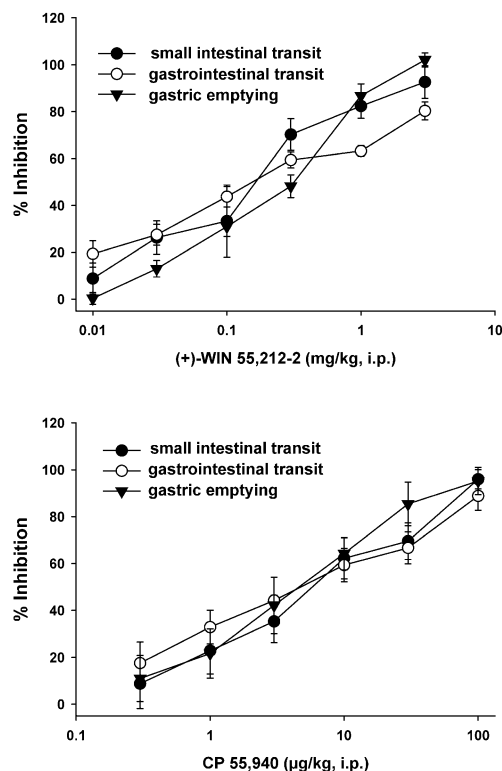 120
100
80
60
40
20
0
% Inhibition
small intestinal transit
gastrointestinal transit
gastric emptying
0.01 0.1 1 10
(+)-WIN 55,212-2 (mg/kg, i.p.)
120
100
80
60
40
20
0
% Inhibition
small intestinal transit
gastrointestinal transit
gastric emptying
0.1 1 10 100
CP 55,940 (µg/kg, i.p.)